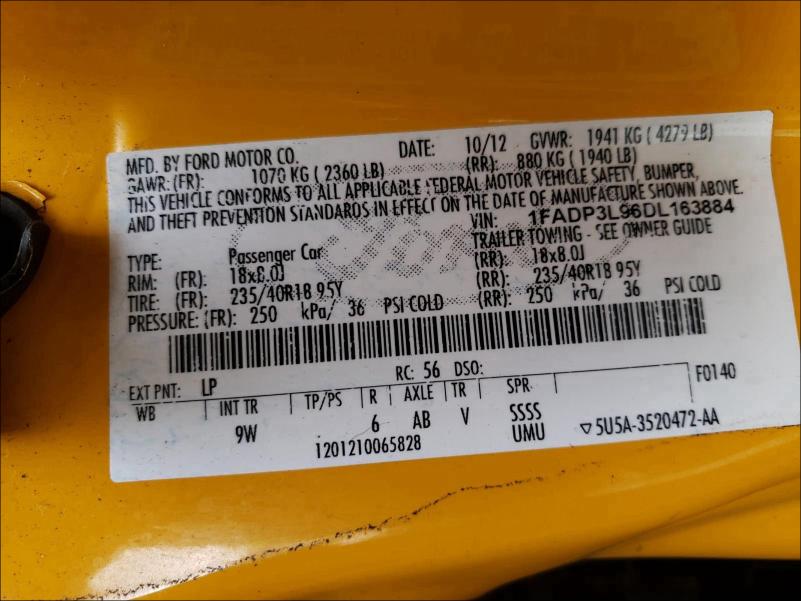 MFD. BY FORD MOTOR CO. DATE: 10/12 GVWR: 1941 KG ( 4279 LB)
GAWR: (FR): 1070 KG ( 2360 LB) (RR): 880 KG ( 1940 LB)
THIS VEHICLE CONFORMS TO ALL APPLICABLE FEDERAL MOTOR VEHICLE SAFETY, BUMPER,
AND THEFT PREVENTION STANDARDS IN EFFECT ON THE DATE OF MANUFACTURE SHOWN ABOVE.
VIN: 1FADP3L96DL163884
TYPE: Passenger Car TRAILER TOWING - SEE OWNER GUIDE
RIM: (FR): 18x8.0J (RR): 18x8.0J
TIRE: (FR): 235/40R18 95Y (RR): 235/40R18 95Y
PRESSURE: (FR): 250 kPa/ 36 PSI COLD (RR): 250 kPa/ 36 PSI COLD
EXT PNT: LP RC: 56 DSO: F0140
WB INT TR TP/PS R AXLE TR SPR
9W 6 AB V SSSS
1201210065828 UMU ▽5U5A-3520472-AA